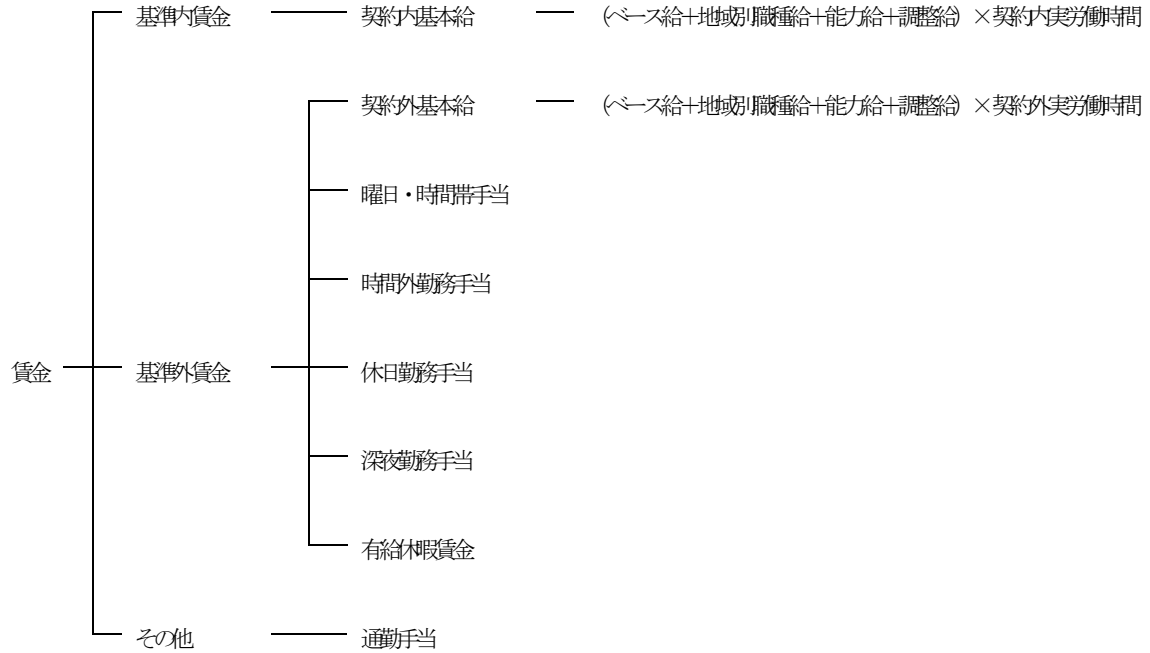 基準内賃金 契約内基本給 (ベース給+地域別職種給+能力給+調整給)×契約内実労働時間
契約外基本給 (ベース給+地域別職種給+能力給+調整給)×契約外実労働時間
曜日・時間帯手当
時間外勤務手当
賃金 基準外賃金 休日勤務手当
深夜勤務手当
有給休暇賃金
その他 通勤手当